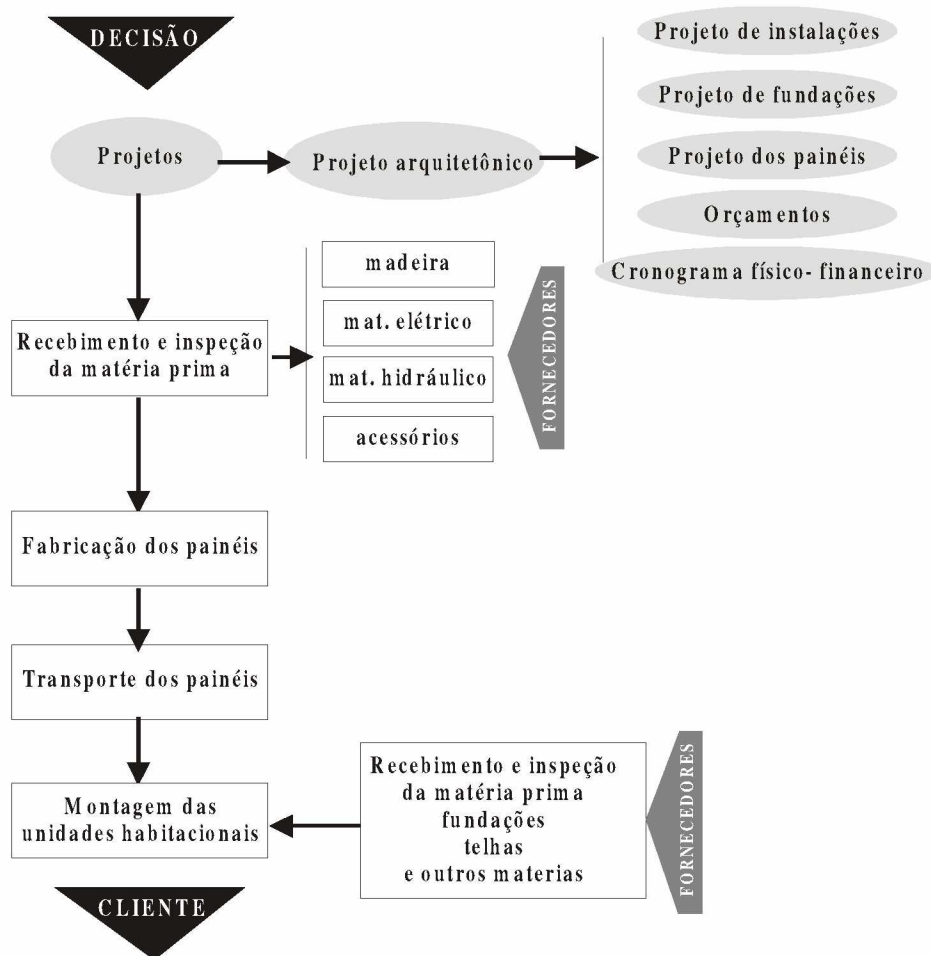 DECISÃO
Projetos
Projeto arquitetônico
Projeto de instalações
Projeto de fundações
Projeto dos painéis
Orçamentos
Cronograma físico- financeiro
Recebimento e inspeção
da matéria prima
madeira
mat. elétrico
mat. hidráulico
acessórios
FORNECEDORES
Fabricação dos painéis
Transporte dos painéis
Montagem das
unidades habitacionais
Recebimento e inspeção
da matéria prima
fundações
telhas
e outros materias
FORNECEDORES
CLIENTE